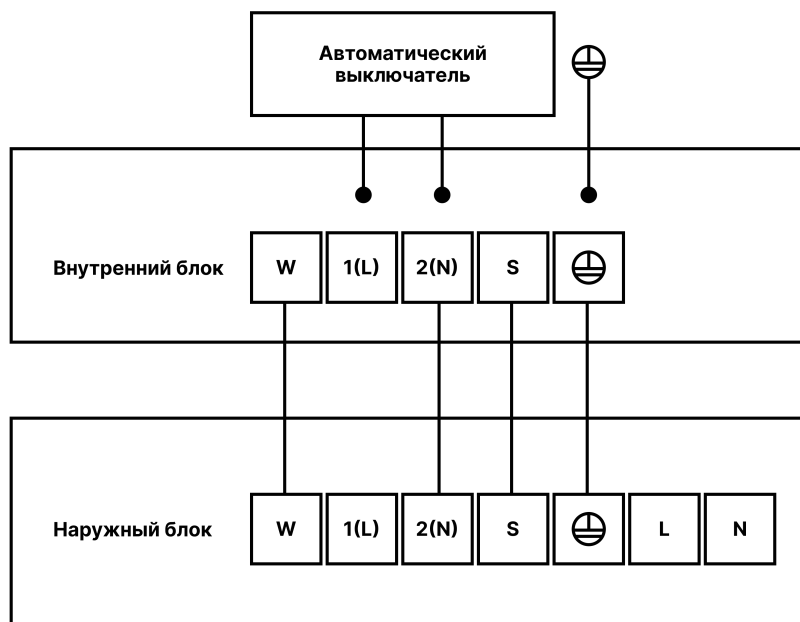 Автоматический
выключатель
Внутренний блок
W 1(L) 2(N) S
Наружный блок
W 1(L) 2(N) S L N